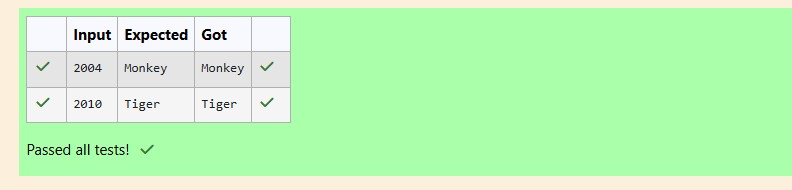 Input Expected Got
2004 Monkey Monkey
2010 Tiger Tiger
Passed all tests!